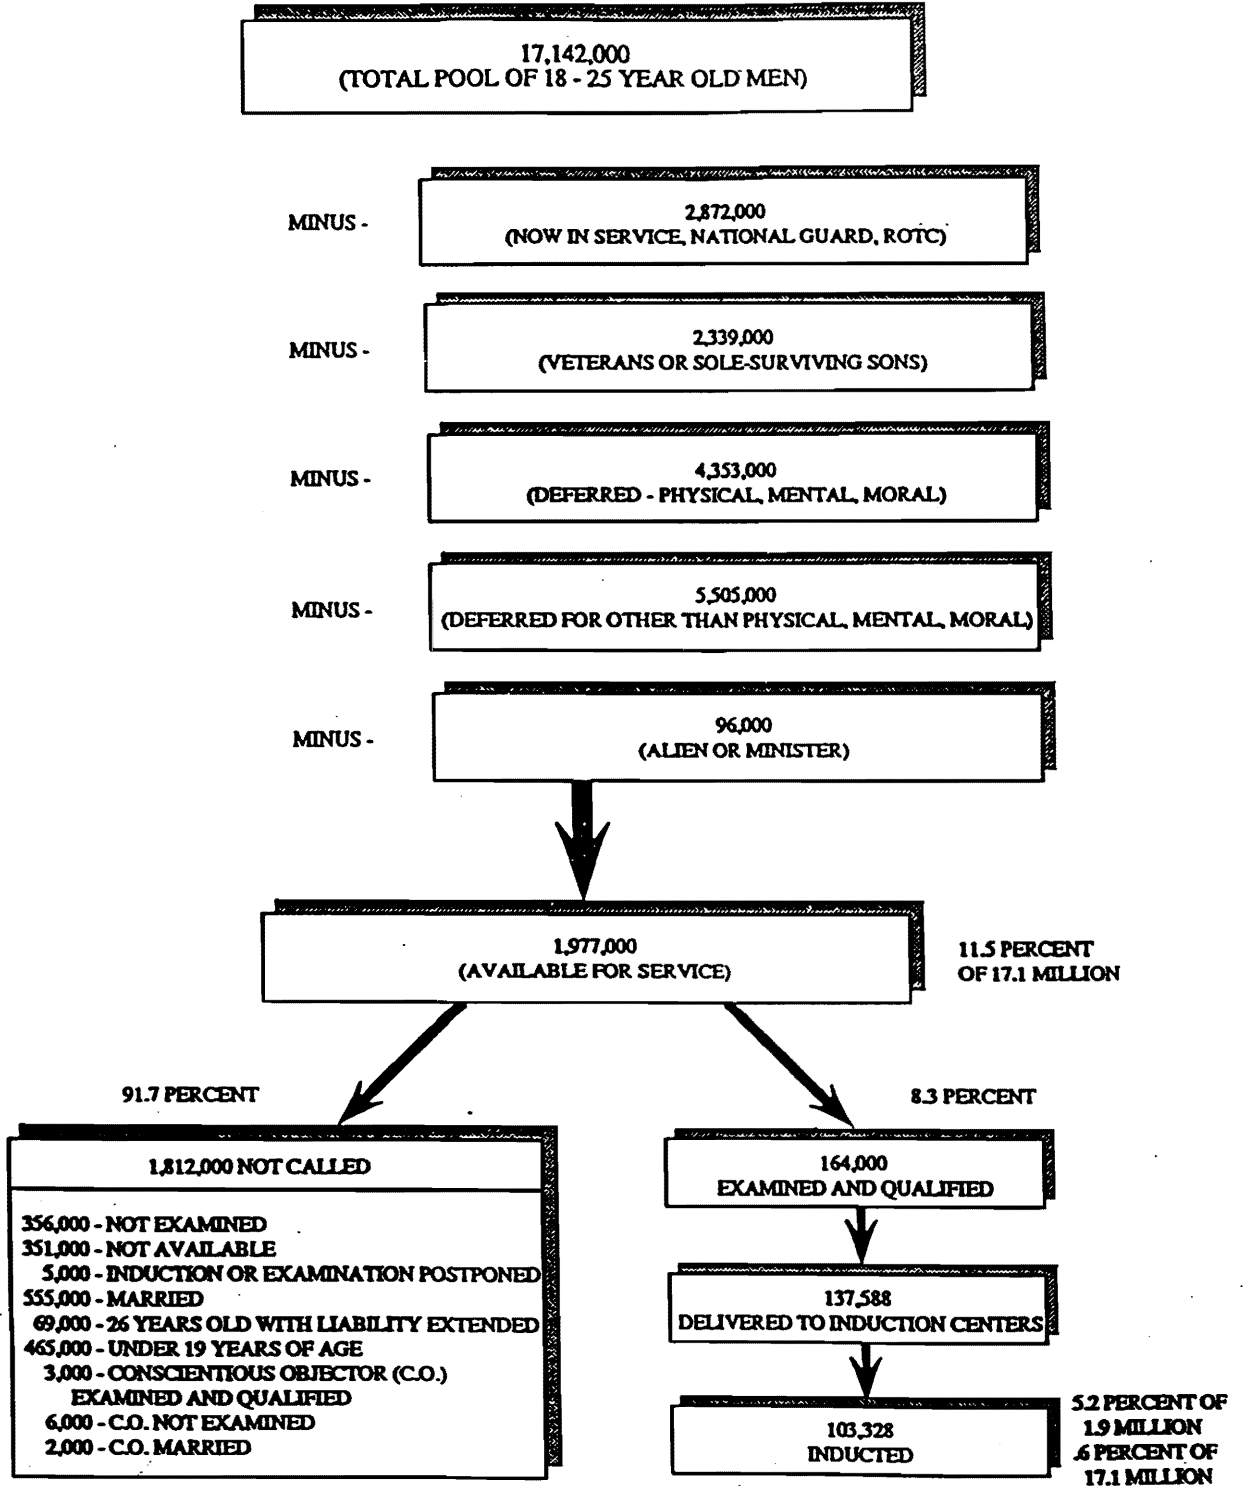 17,142,000
(TOTAL POOL OF 18 - 25 YEAR OLD MEN)
MINUS -
2,872,000
(NOW IN SERVICE, NATIONAL GUARD, ROTC)
MINUS -
2,339,000
(VETERANS OR SOLE-SURVIVING SONS)
MINUS -
4,353,000
(DEFERRED - PHYSICAL, MENTAL, MORAL)
MINUS -
5,505,000
(DEFERRED FOR OTHER THAN PHYSICAL, MENTAL, MORAL)
MINUS -
96,000
(ALIEN OR MINISTER)
1,977,000
(AVAILABLE FOR SERVICE)
11.5 PERCENT
OF 17.1 MILLION
91.7 PERCENT
8.3 PERCENT
1,812,000 NOT CALLED
356,000 - NOT EXAMINED
351,000 - NOT AVAILABLE
5,000 - INDUCTION OR EXAMINATION POSTPONED
555,000 - MARRIED
69,000 - 26 YEARS OLD WITH LIABILITY EXTENDED
465,000 - UNDER 19 YEARS OF AGE
3,000 - CONSCIENTIOUS OBJECTOR (C.O.)
EXAMINED AND QUALIFIED
6,000 - C.O. NOT EXAMINED
2,000 - C.O. MARRIED
164,000
EXAMINED AND QUALIFIED
137,588
DELIVERED TO INDUCTION CENTERS
103,328
INDUCTED
5.2 PERCENT OF
1.9 MILLION
.6 PERCENT OF
17.1 MILLION